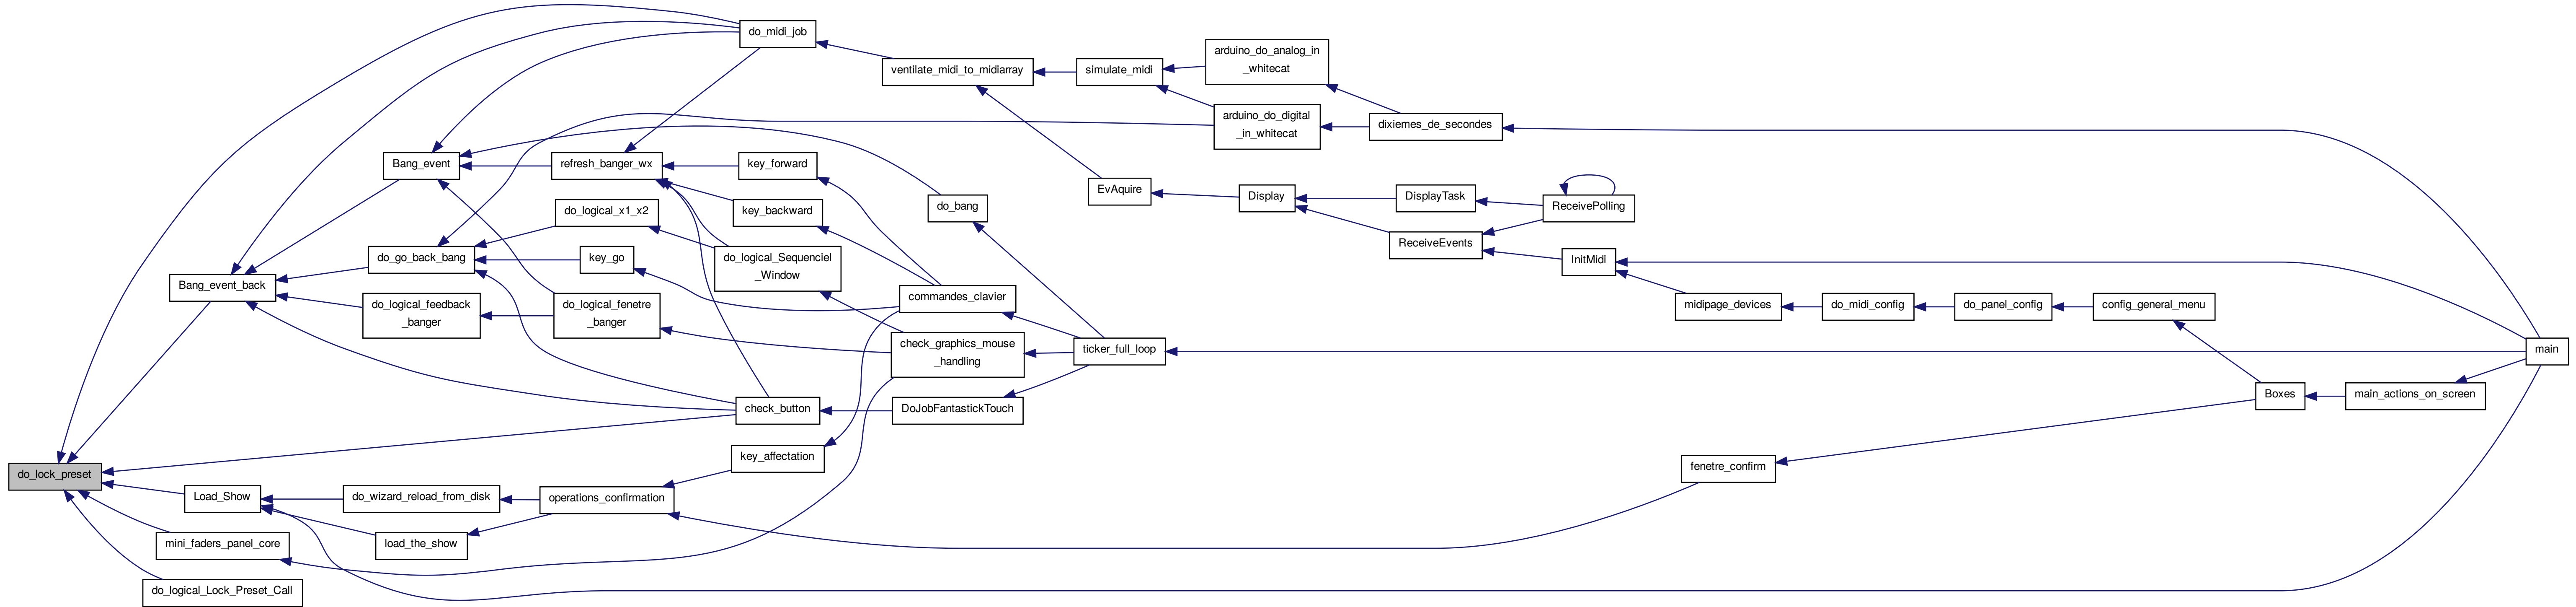 do_lock_preset
do_midi_job
Bang_event_back
Bang_event
refresh_banger_wx
do_go_back_bang
do_logical_x1_x2
key_go
do_logical_feedback
_banger
do_logical_fenetre
_banger
key_forward
key_backward
do_logical_Sequenciel
_Window
check_button
Load_Show
do_wizard_reload_from_disk
load_the_show
operations_confirmation
key_affectation
mini_faders_panel_core
do_logical_Lock_Preset_Call
ventilate_midi_to_midiarray
do_bang
commandes_clavier
check_graphics_mouse
_handling
DoJobFantastickTouch
simulate_midi
EvAquire
ticker_full_loop
arduino_do_analog_in
_whitecat
arduino_do_digital
_in_whitecat
Display
dixiemes_de_secondes
DisplayTask
ReceiveEvents
ReceivePolling
InitMidi
midipage_devices
do_midi_config
do_panel_config
config_general_menu
fenetre_confirm
Boxes
main_actions_on_screen
main